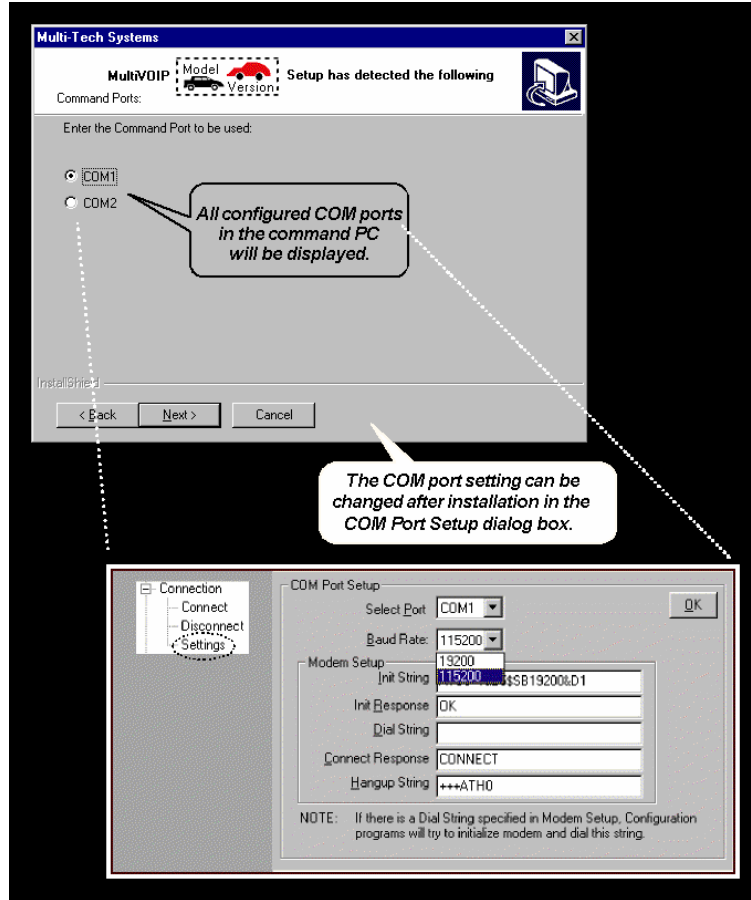 Multi-Tech Systems
MultiVOIP Model Version Setup has detected the following
Command Ports:
Enter the Command Port to be used:
COM1
COM2
All configured COM ports
in the command PC
will be displayed.
InstallShield
< Back Next > Cancel
The COM port setting can be
changed after installation in the
COM Port Setup dialog box.
Connection
Connect
Disconnect
Settings
COM Port Setup
Select Port COM1
OK
Baud Rate: 115200
19200
115200
Modem Setup
Init String $SB19200&D1
Init Response OK
Dial String
Connect Response CONNECT
Hangup String +++ATH0
NOTE: If there is a Dial String specified in Modem Setup, Configuration
programs will try to initialize modem and dial this string.